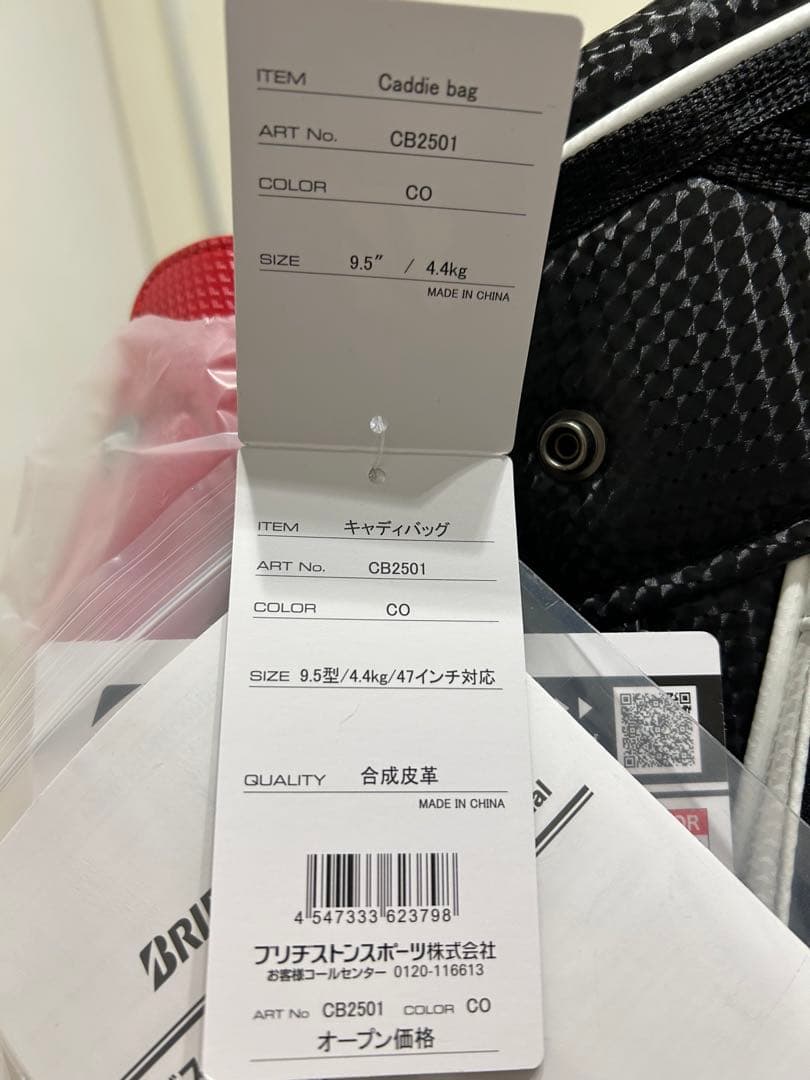 ITEM Caddie bag
ART No. CB2501
COLOR CO
SIZE 9.5″ / 4.4kg
MADE IN CHINA
ITEM キャディバッグ
ART No. CB2501
COLOR CO
SIZE 9.5型/4.4kg/47インチ対応
QUALITY 合成皮革
MADE IN CHINA
4 547333 623798
ブリヂストンスポーツ株式会社
お客様コールセンター 0120-116613
ART No CB2501 COLOR CO
オープン価格